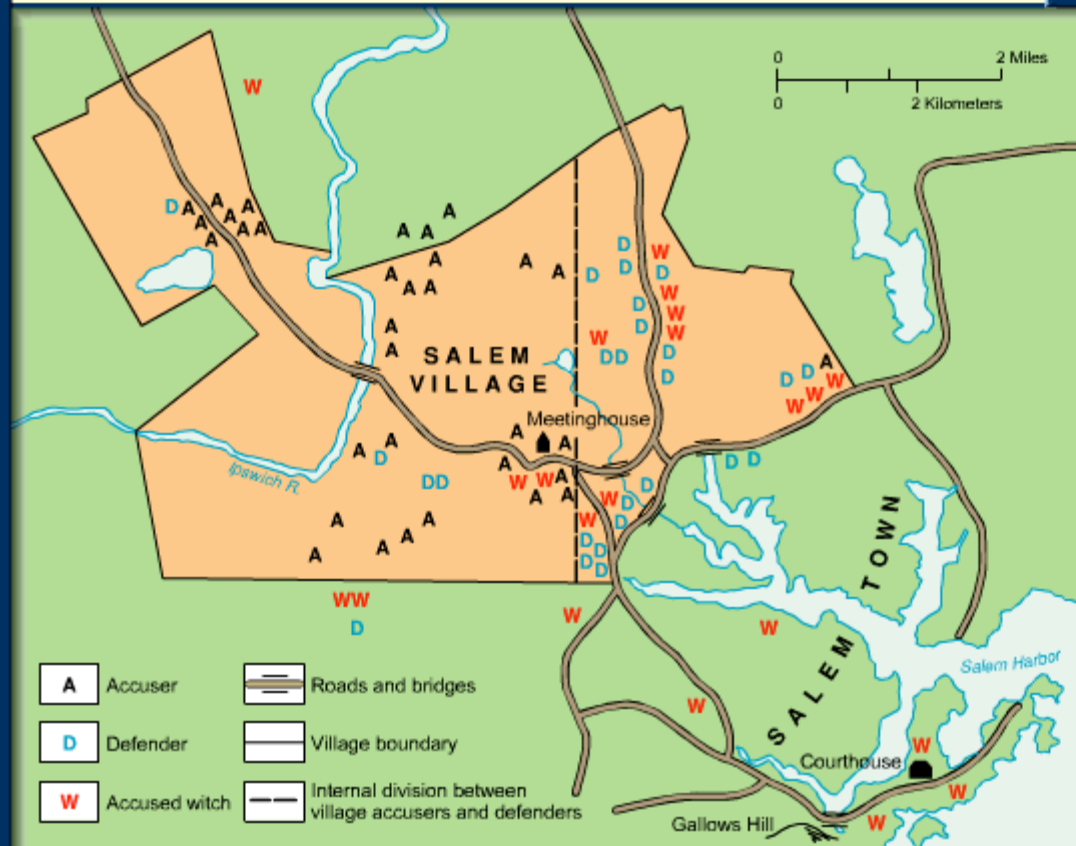 0 2 Miles
0 2 Kilometers
W
D A A A A
A A A A
A A A
A A A A
A A
A A
D D D D D D D D
W W W W W
D D
SALEM
VILLAGE
D D A
W W W
Meetinghouse
A A
A A A A
W W
D D
A A
D
DD
Ipswich R.
A A A A A
W D D
W D
D D
D D
WW
D
W
W
W
SALEM TOWN
Salem Harbor
W
Courthouse
W
W
Gallows Hill
A Accuser
D Defender
W Accused witch
Roads and bridges
Village boundary
Internal division between
village accusers and defenders